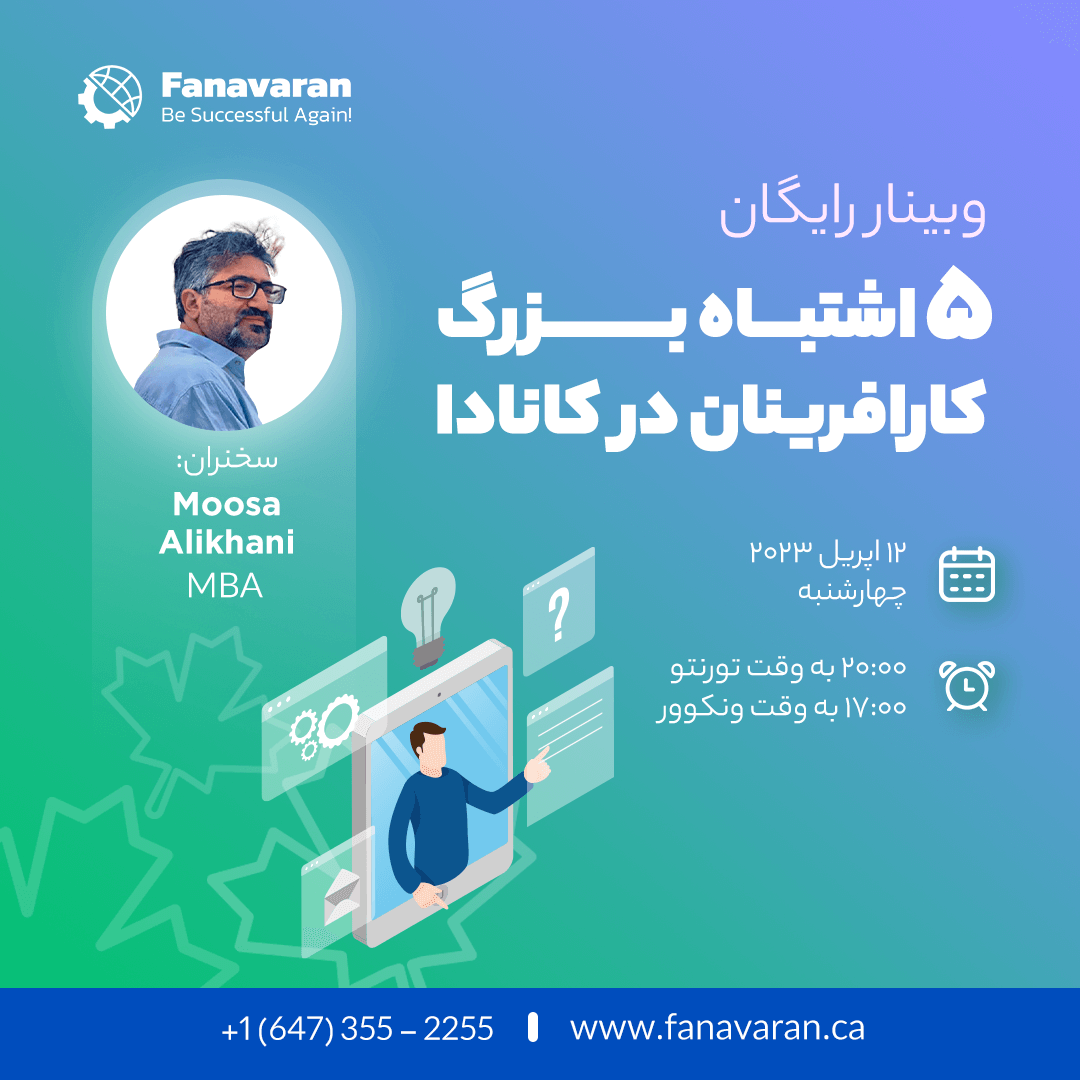 Fanavaran
Be Successful Again!
وبینار رایگان
۵ اشتباه بزرگ
کارافرینان در کانادا
سخنران:
Moosa
Alikhani
MBA
۱۲ اپریل ۲۰۲۳
چهارشنبه
۲۰:۰۰ به وقت تورنتو
۱۷:۰۰ به وقت ونکوور
?
+1 (647) 355 – 2255
www.fanavaran.ca